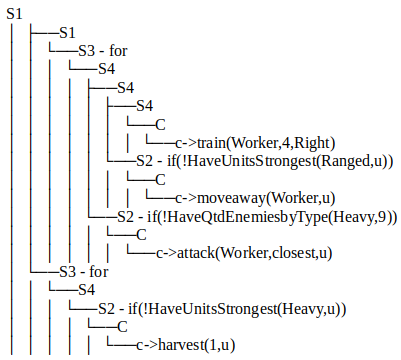 S1
S1
S3 - for
S4
S4
S4
C
c->train(Worker,4,Right)
S2 - if(!HaveUnitsStrongest(Ranged,u))
C
c->moveaway(Worker,u)
S2 - if(!HaveQtdEnemiesbyType(Heavy,9))
C
c->attack(Worker,closest,u)
S3 - for
S4
S2 - if(!HaveUnitsStrongest(Heavy,u))
C
c->harvest(1,u)